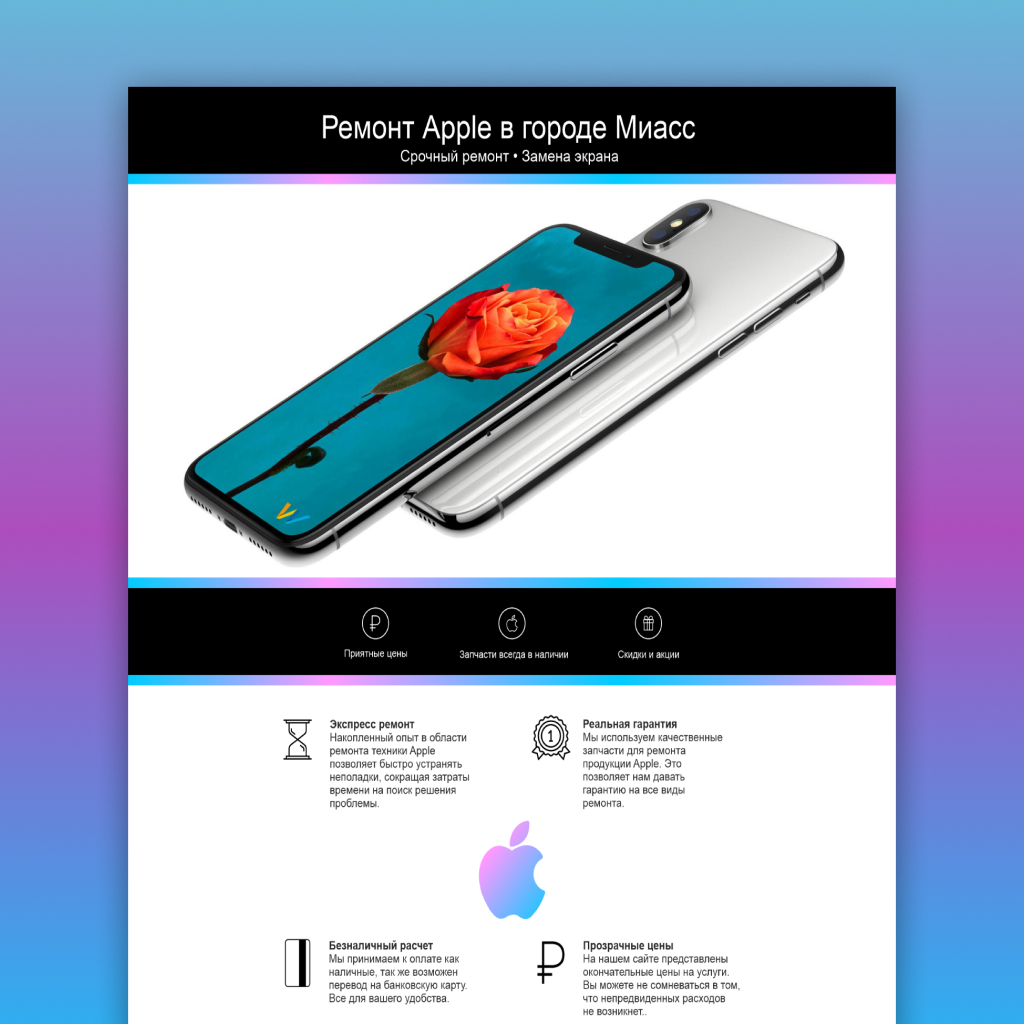 Ремонт Apple в городе Миасс
Срочный ремонт • Замена экрана
Приятные цены
Запчасти всегда в наличии
Скидки и акции
Экспресс ремонт
Накопленный опыт в области
ремонта техники Apple
позволяет быстро устранять
неполадки, сокращая затраты
времени на поиск решения
проблемы.
1
Реальная гарантия
Мы используем качественные
запчасти для ремонта
продукции Apple. Это
позволяет нам давать
гарантию на все виды
ремонта.
Безналичный расчет
Мы принимаем к оплате как
наличные, так же возможен
перевод на банковскую карту.
Все для вашего удобства.
Прозрачные цены
На нашем сайте представлены
окончательные цены на услуги.
Вы можете не сомневаться в том,
что непредвиденных расходов
не возникнет..